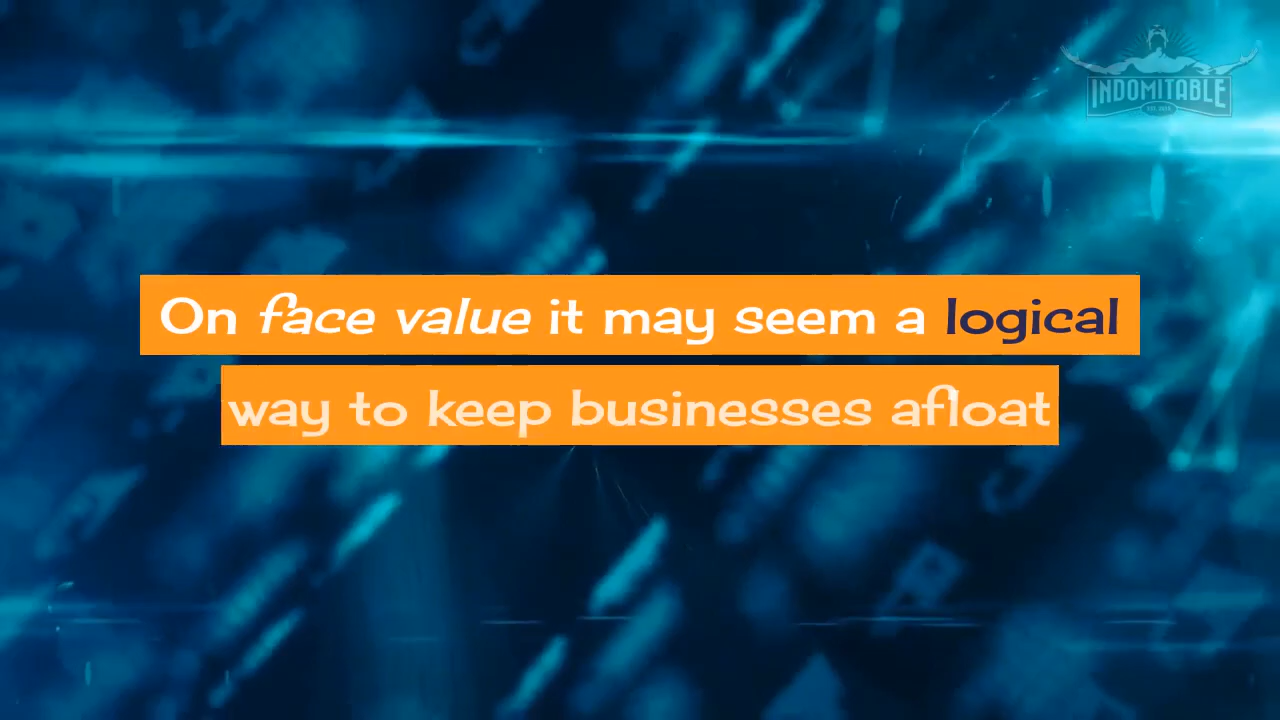 INDOMITABLE
On face value it may seem a logical
way to keep businesses afloat